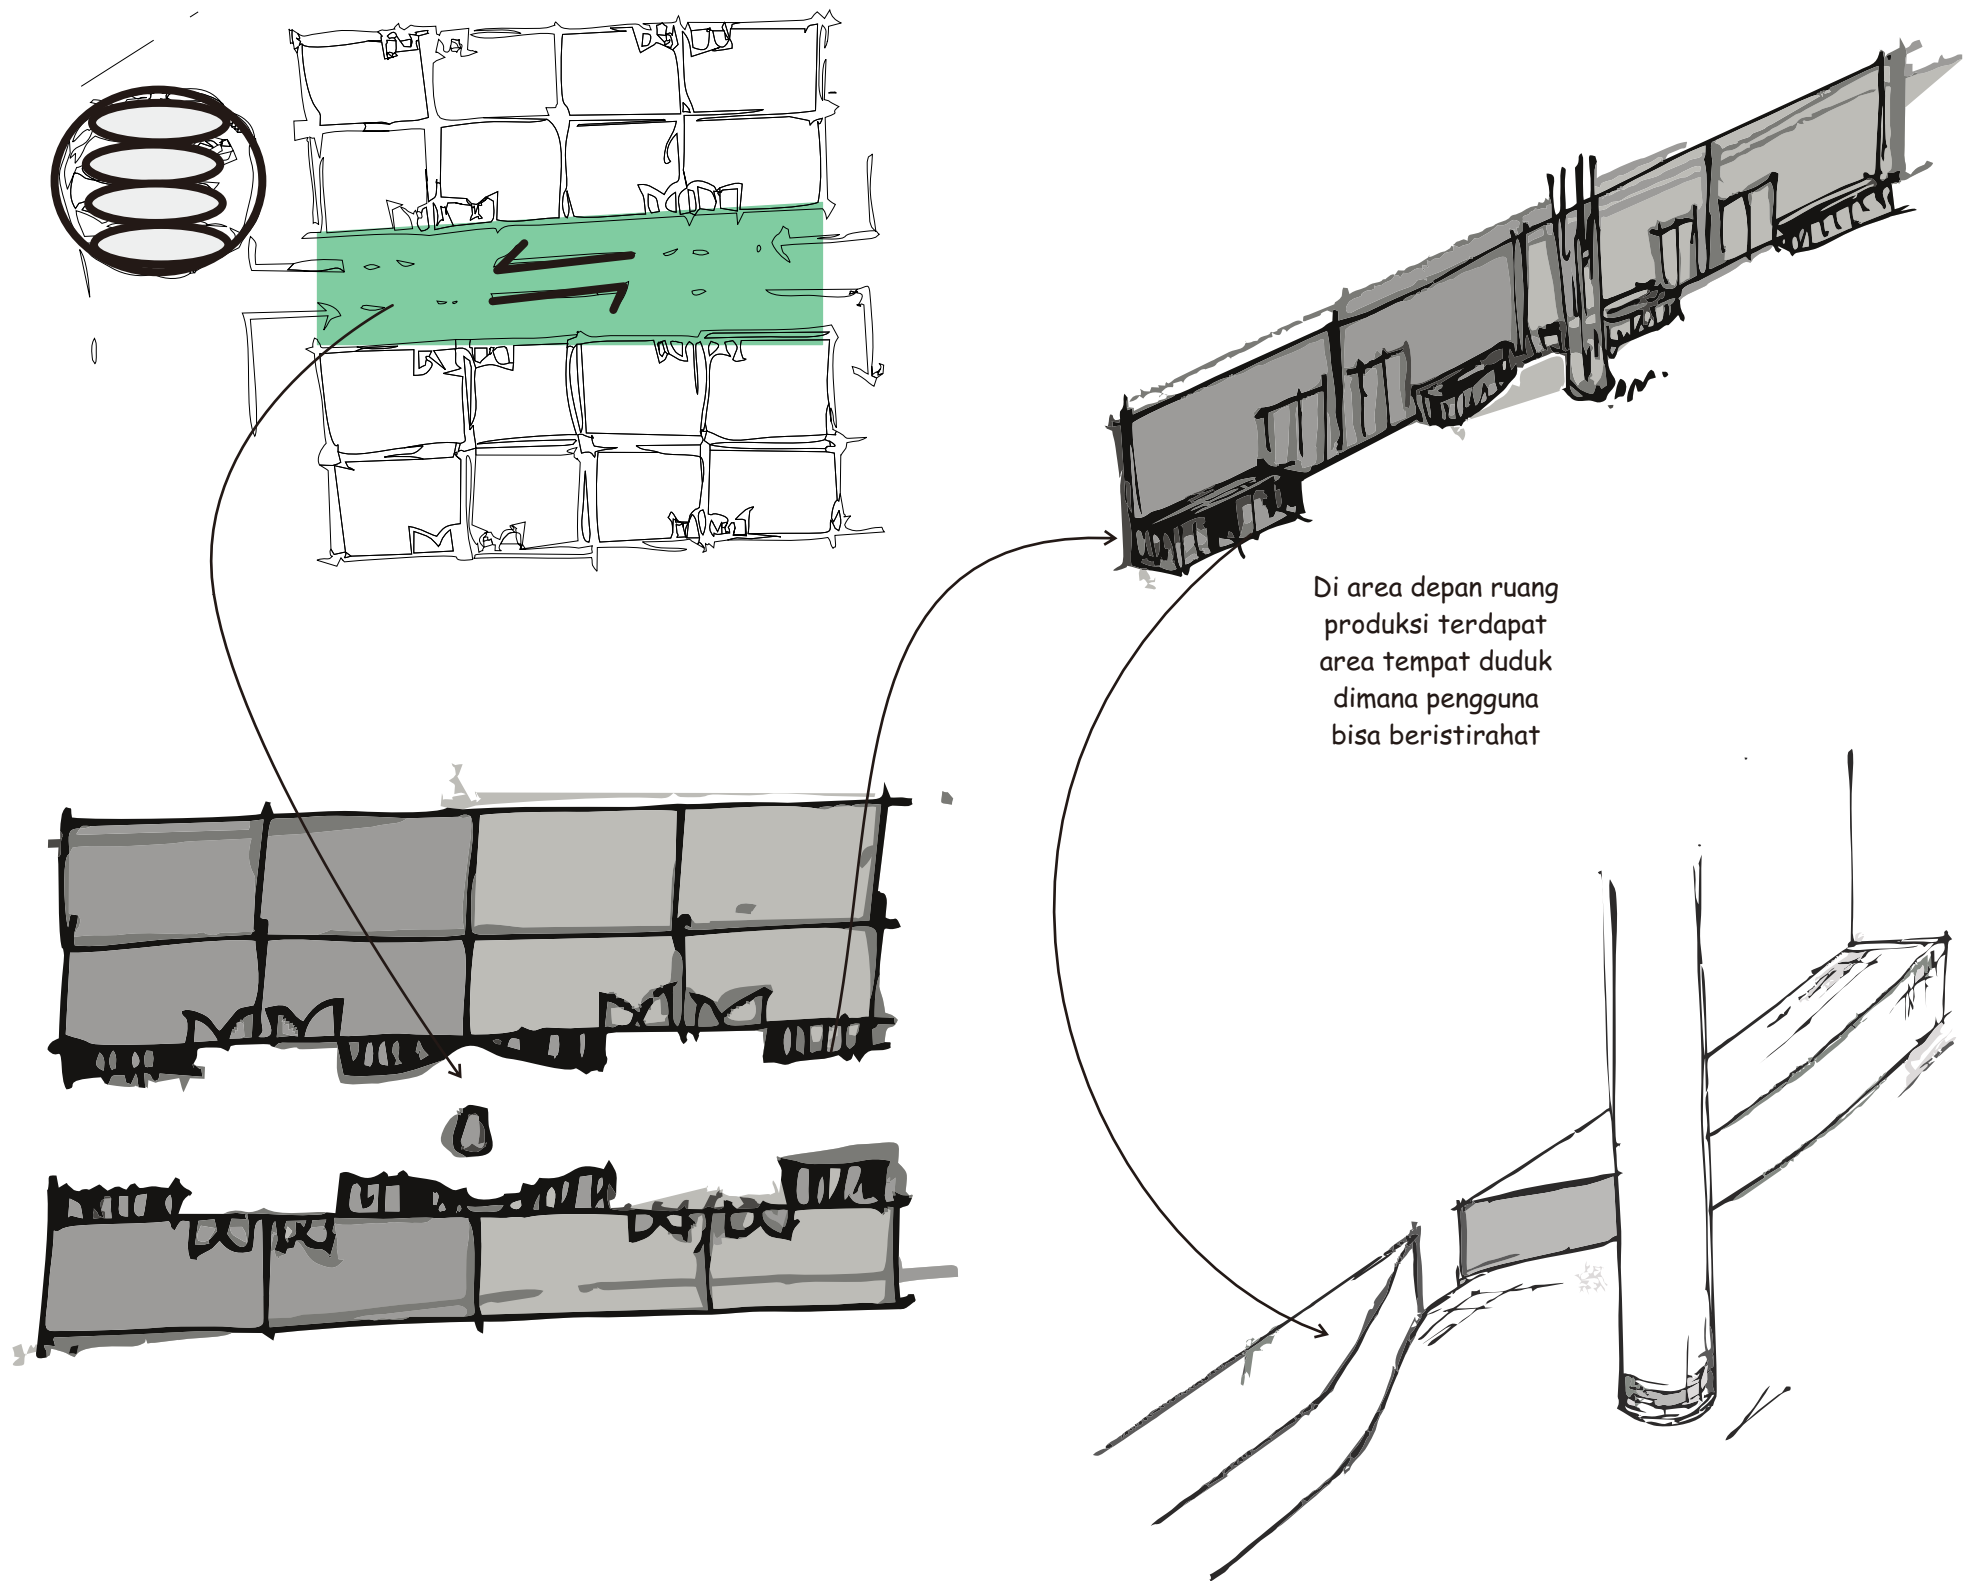 Di area depan ruang
produksi terdapat
area tempat duduk
dimana pengguna
bisa beristirahat